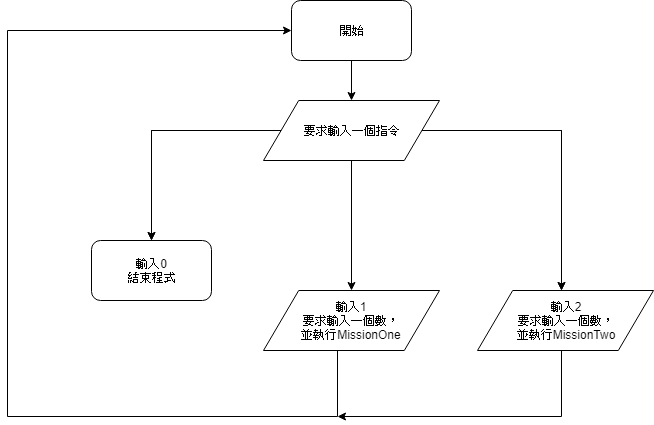 開始
要求輸入一個指令
輸入0
結束程式
輸入1
要求輸入一個數，
並執行MissionOne
輸入2
要求輸入一個數，
並執行MissionTwo